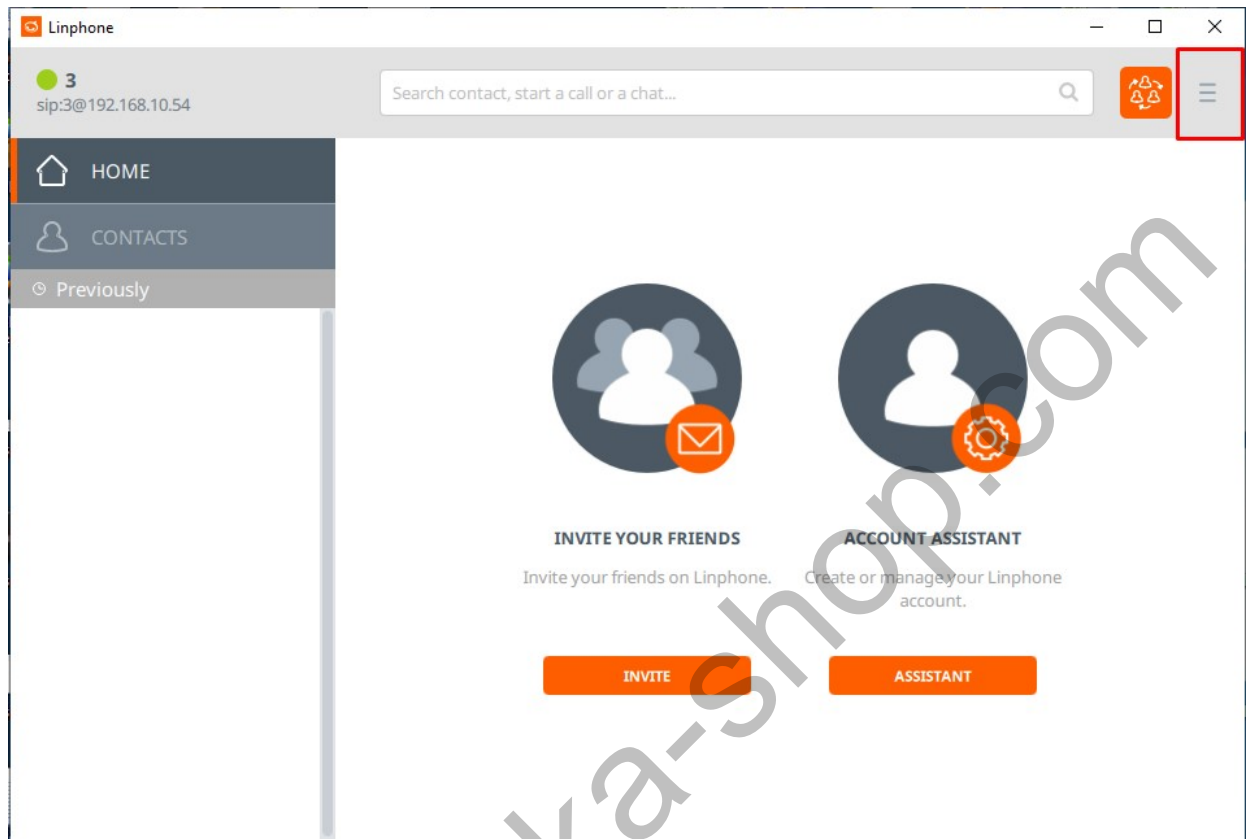 Linphone
3
sip:3@192.168.10.54
Search contact, start a call or a chat...
HOME
CONTACTS
Previously
INVITE YOUR FRIENDS
ACCOUNT ASSISTANT
Invite your friends on Linphone.
Create or manage your Linphone
account.
INVITE
ASSISTANT
ka-shop.com